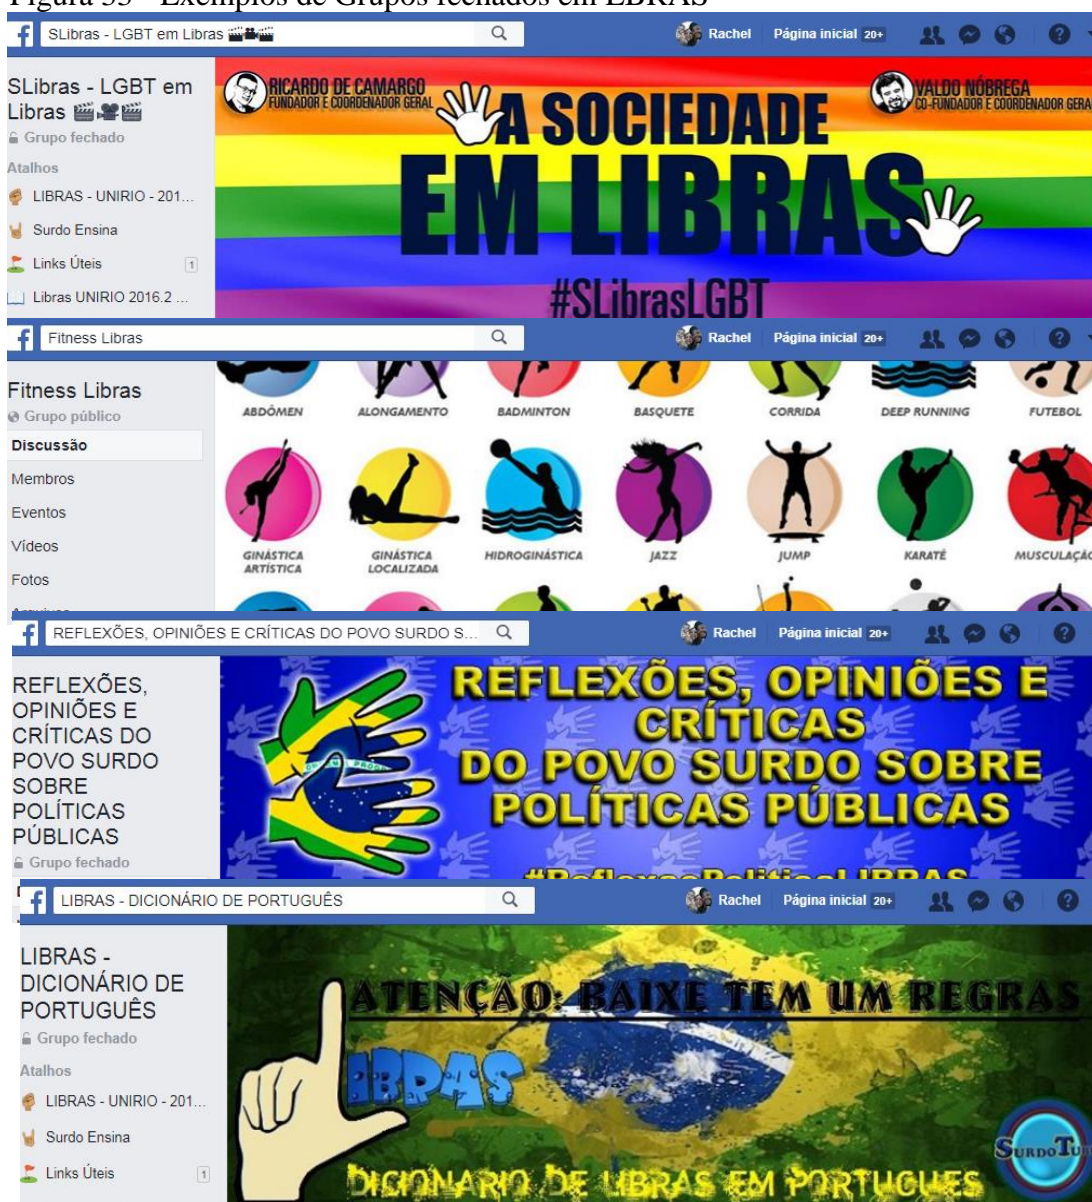 Figura 33 - Exemplos de Grupos fechados em LBRAS
SLibras - LGBT em Libras
Rachel
Página inicial 20+
SLibras - LGBT em
Libras
Grupo fechado
Atalhos
LIBRAS - UNIRIO - 201...
Surdo Ensina
Links Úteis 1
Libras UNIRIO 2016.2 ...
RICARDO DE CAMARGO
FUNDADOR E COORDENADOR GERAL
VALDO NÓBREGA
CO-FUNDADOR E COORDENADOR GERA
A SOCIEDADE
EM LIBRAS
#SLibrasLGBT
Fitness Libras
Rachel
Página inicial 20+
Fitness Libras
Grupo público
Discussão
Membros
Eventos
Vídeos
Fotos
ABDÔMEN
ALONGAMENTO
BADMINTON
BASQUETE
CORRIDA
DEEP RUNNING
FUTEBOL
GINÁSTICA
ARTÍSTICA
GINÁSTICA
LOCALIZADA
HIDROGINÁSTICA
JAZZ
JUMP
KARATÊ
MUSCULAÇÃO
REFLEXÕES, OPINIÕES E CRÍTICAS DO POVO SURDO S...
Rachel
Página inicial 20+
REFLEXÕES,
OPINIÕES E
CRÍTICAS DO
POVO SURDO
SOBRE
POLÍTICAS
PÚBLICAS
Grupo fechado
REFLEXÕES, OPINIÕES E
CRÍTICAS
DO POVO SURDO SOBRE
POLÍTICAS PÚBLICAS
#ReflexaoPoliticaLIBRAS
LIBRAS - DICIONÁRIO DE PORTUGUÊS
Rachel
Página inicial 20+
LIBRAS -
DICIONÁRIO DE
PORTUGUÊS
Grupo fechado
Atalhos
LIBRAS - UNIRIO - 201...
Surdo Ensina
Links Úteis 1
ATENÇÃO: BAIXE TEM UM REGRAS
LIBRAS
DICIONARIO DE LIBRAS EM PORTUGUES